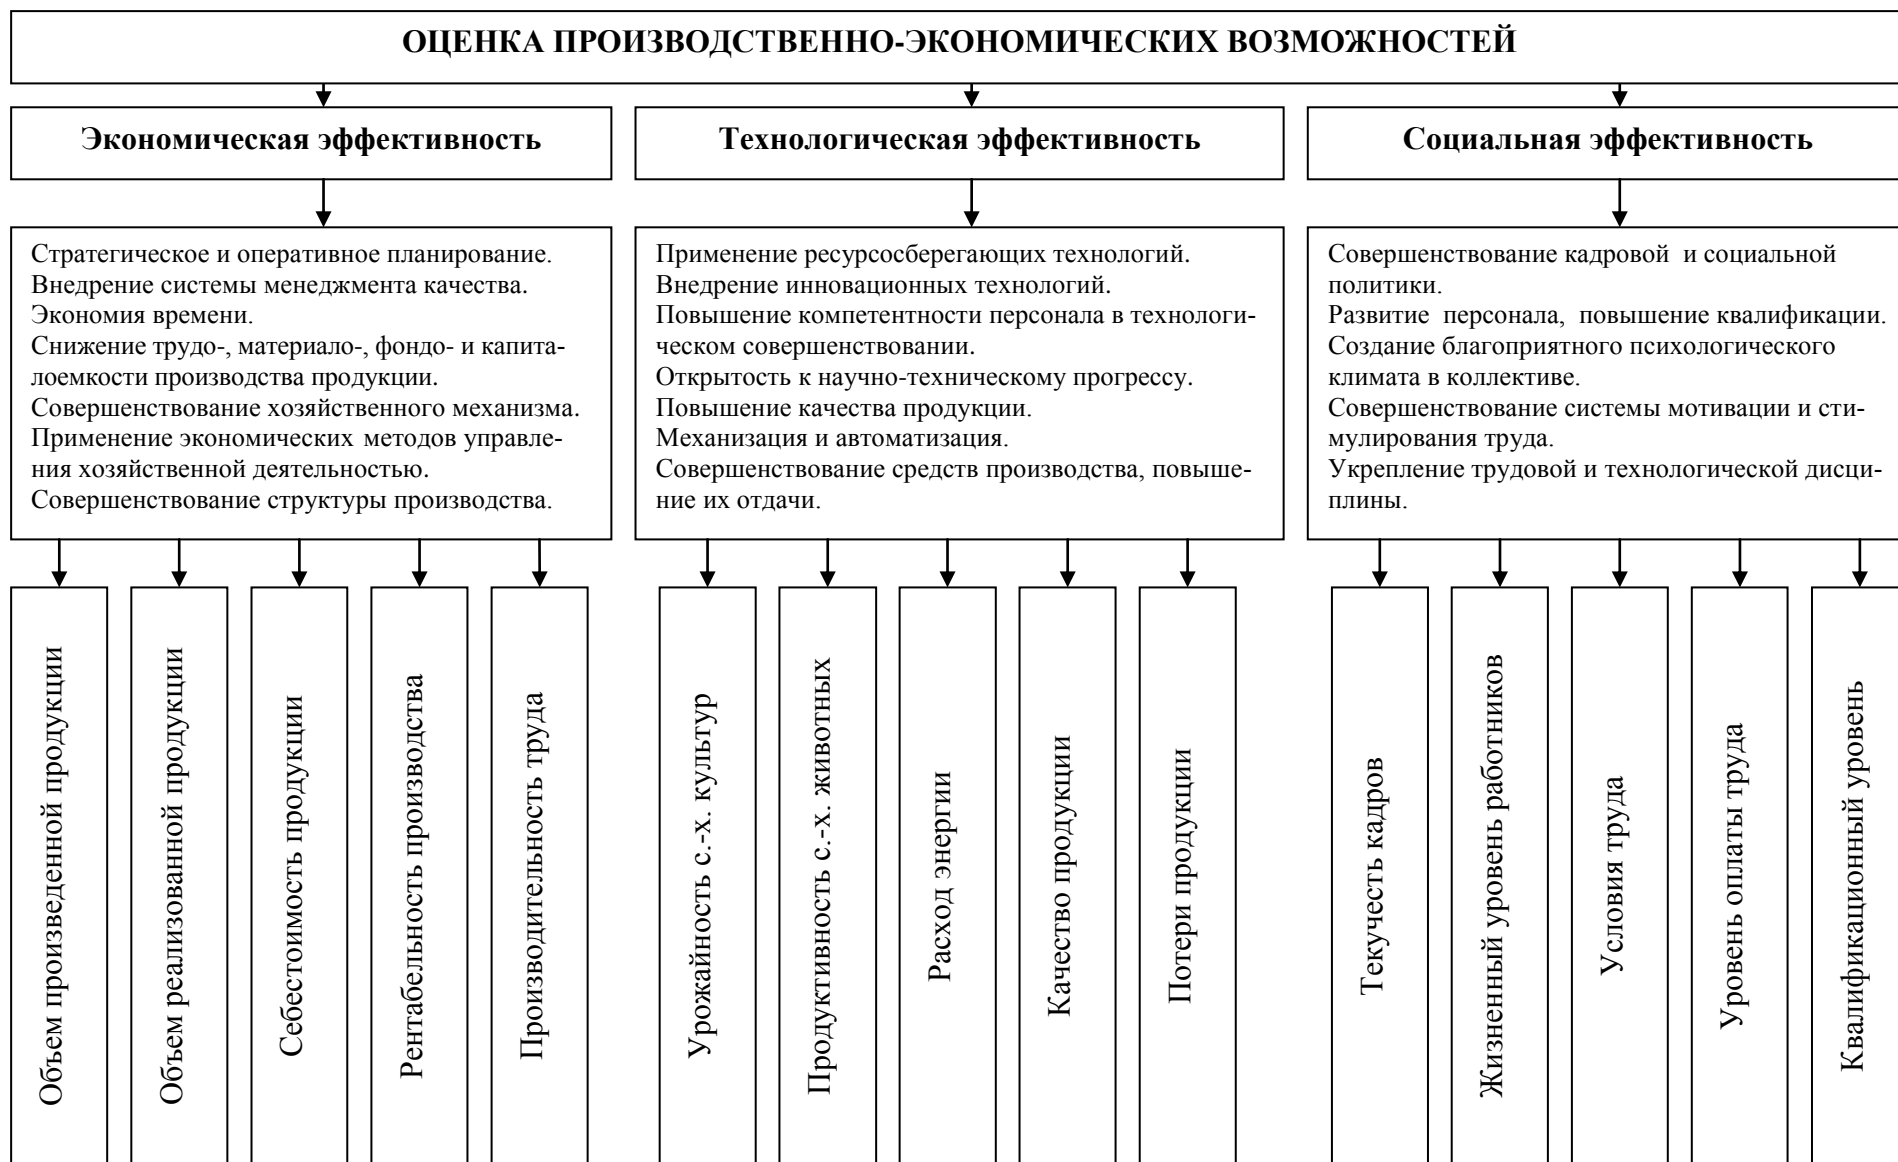 ОЦЕНКА ПРОИЗВОДСТВЕННО-ЭКОНОМИЧЕСКИХ ВОЗМОЖНОСТЕЙ
Экономическая эффективность
Технологическая эффективность
Социальная эффективность
Стратегическое и оперативное планирование.
Внедрение системы менеджмента качества.
Экономия времени.
Снижение трудо-, материало-, фондо- и капита-
лоемкости производства продукции.
Совершенствование хозяйственного механизма.
Применение экономических методов управле-
ния хозяйственной деятельностью.
Совершенствование структуры производства.
Применение ресурсосберегающих технологий.
Внедрение инновационных технологий.
Повышение компетентности персонала в технологи-
ческом совершенствовании.
Открытость к научно-техническому прогрессу.
Повышение качества продукции.
Механизация и автоматизация.
Совершенствование средств производства, повыше-
ние их отдачи.
Совершенствование кадровой и социальной
политики.
Развитие персонала, повышение квалификации.
Создание благоприятного психологического
климата в коллективе.
Совершенствование системы мотивации и сти-
мулирования труда.
Укрепление трудовой и технологической дисци-
плины.
Объем произведенной продукции
Объем реализованной продукции
Себестоимость продукции
Рентабельность производства
Производительность труда
Урожайность с.-х. культур
Продуктивность с.-х. животных
Расход энергии
Качество продукции
Потери продукции
Текучесть кадров
Жизненный уровень работников
Условия труда
Уровень оплаты труда
Квалификационный уровень